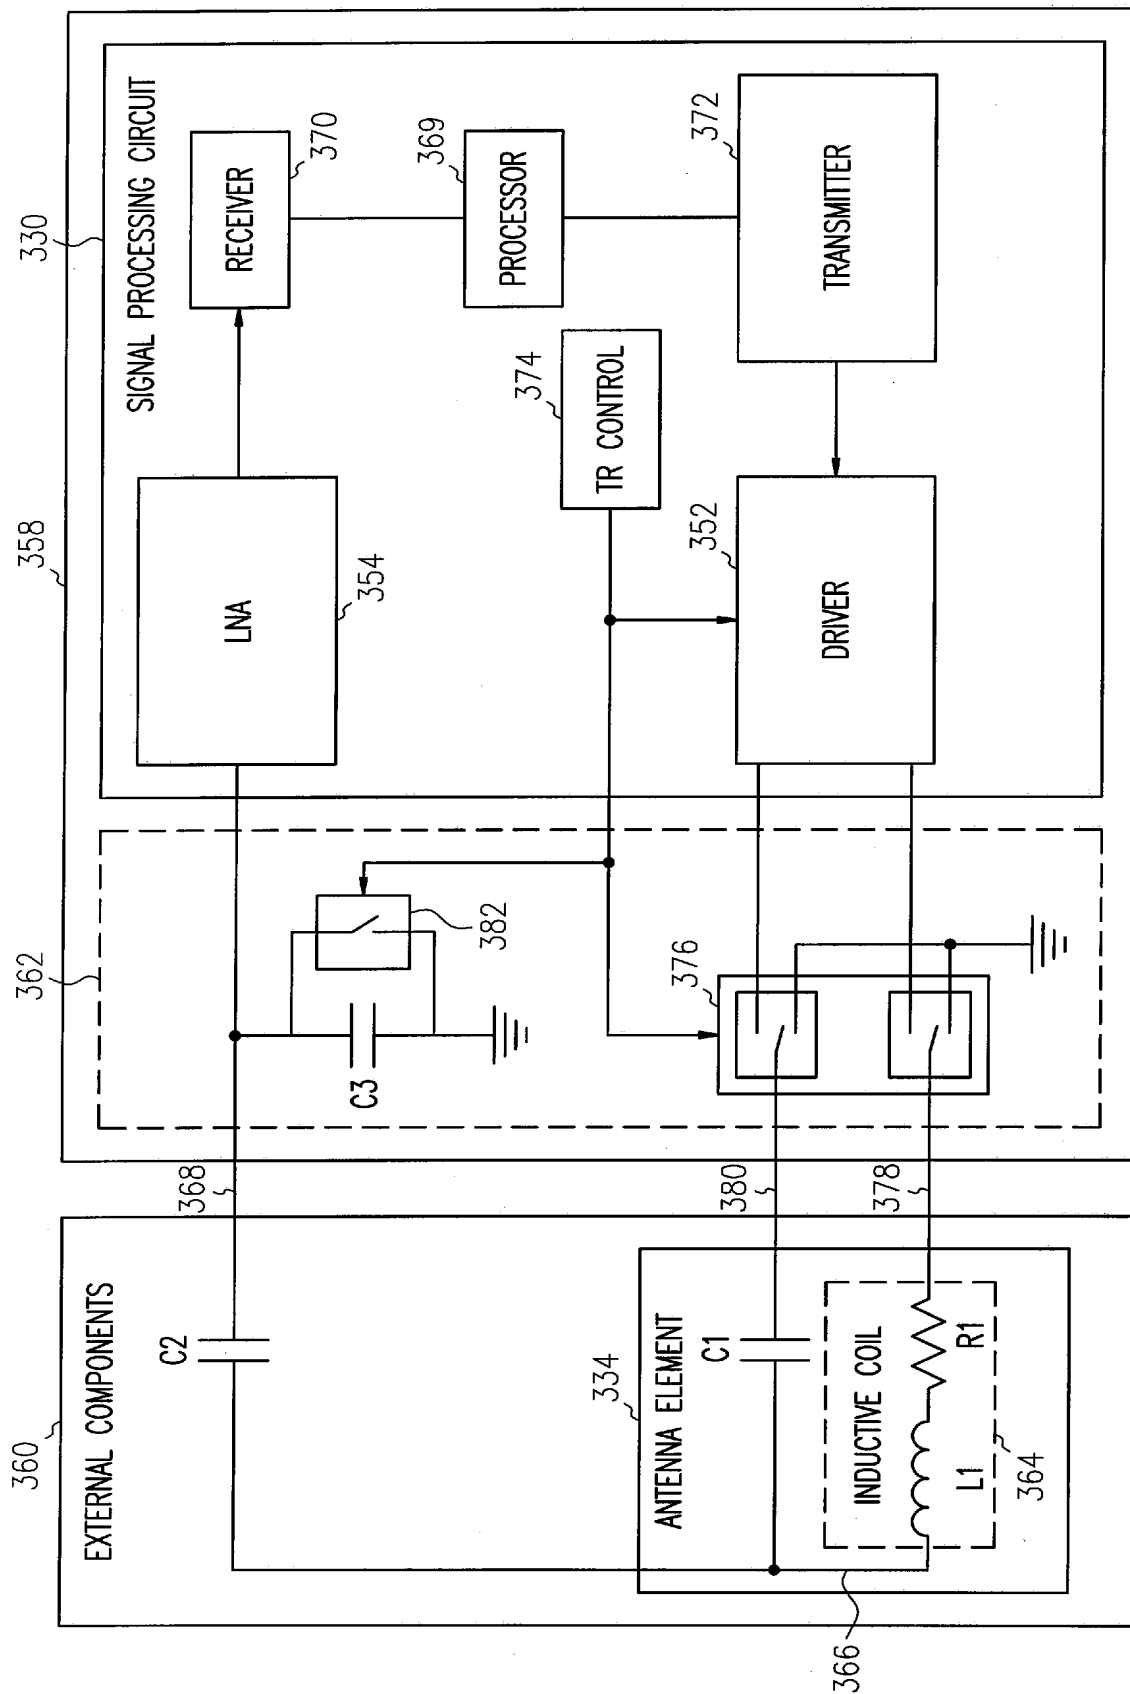 358
330
SIGNAL PROCESSING CIRCUIT
362
360
EXTERNAL COMPONENTS
C2
368
C3
382
LNA
354
RECEIVER
370
PROCESSOR
369
TR CONTROL
374
334
ANTENNA ELEMENT
C1
380
376
352
DRIVER
372
TRANSMITTER
INDUCTIVE COIL
L1
R1
364
378
366